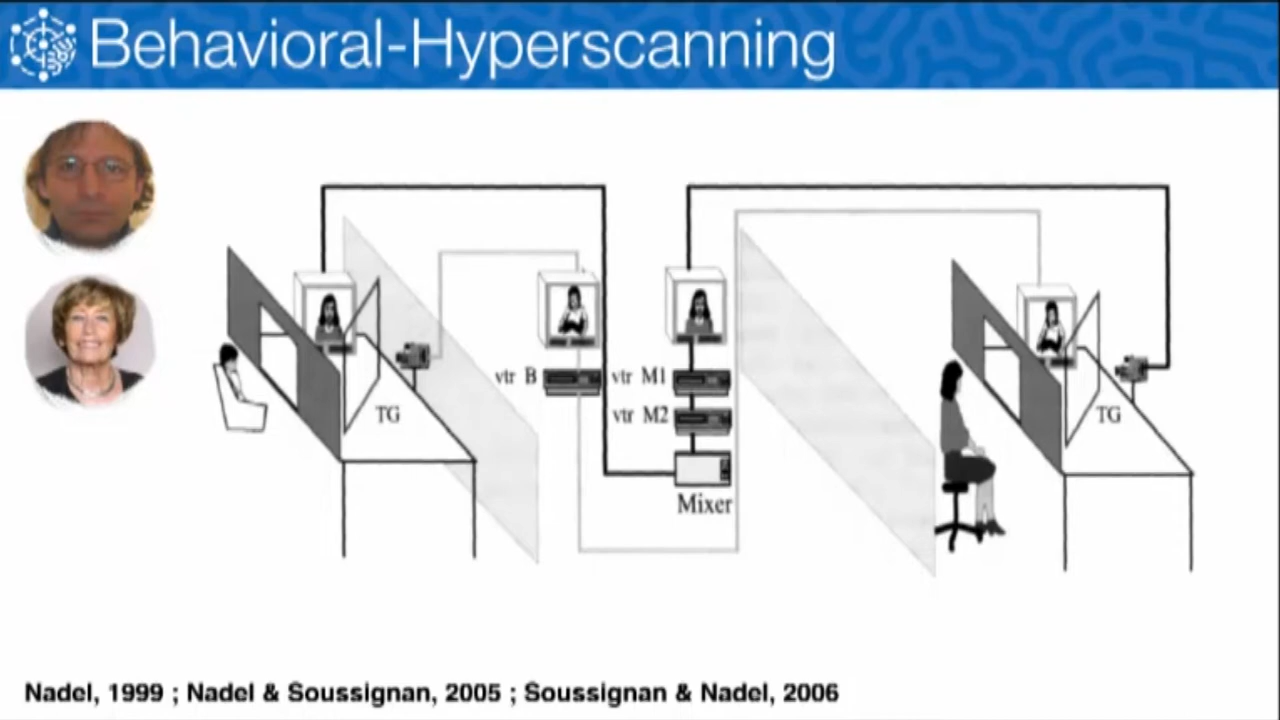 Behavioral-Hyperscanning
vtr B
vtr M1
vtr M2
TG
TG
Mixer
Nadel, 1999 ; Nadel & Soussignan, 2005 ; Soussignan & Nadel, 2006